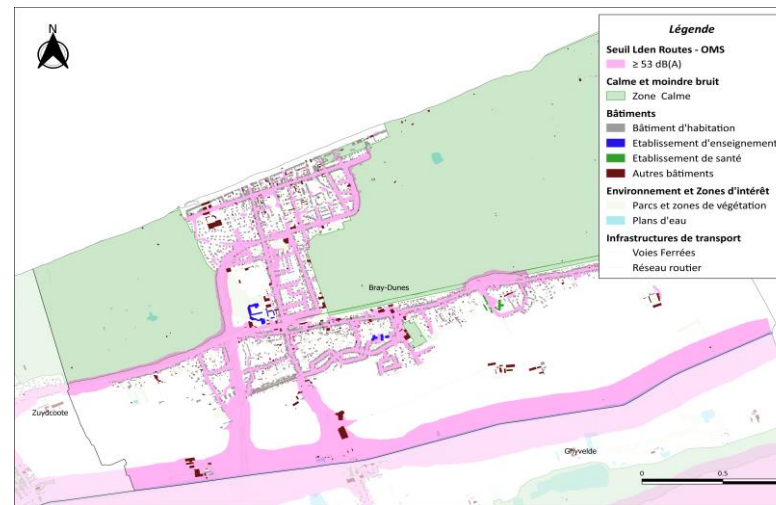 N
Légende
Seuil Lden Routes - OMS
≥ 53 dB(A)
Calme et moindre bruit
Zone Calme
Bâtiments
Bâtiment d'habitation
Etablissement d'enseignement
Etablissement de santé
Autres bâtiments
Environnement et Zones d'intérêt
Parcs et zones de végétation
Plans d'eau
Infrastructures de transport
Voies Ferrées
Réseau routier
Bray-Dunes
Zuydcoote
Ghyvelde
0 0.5